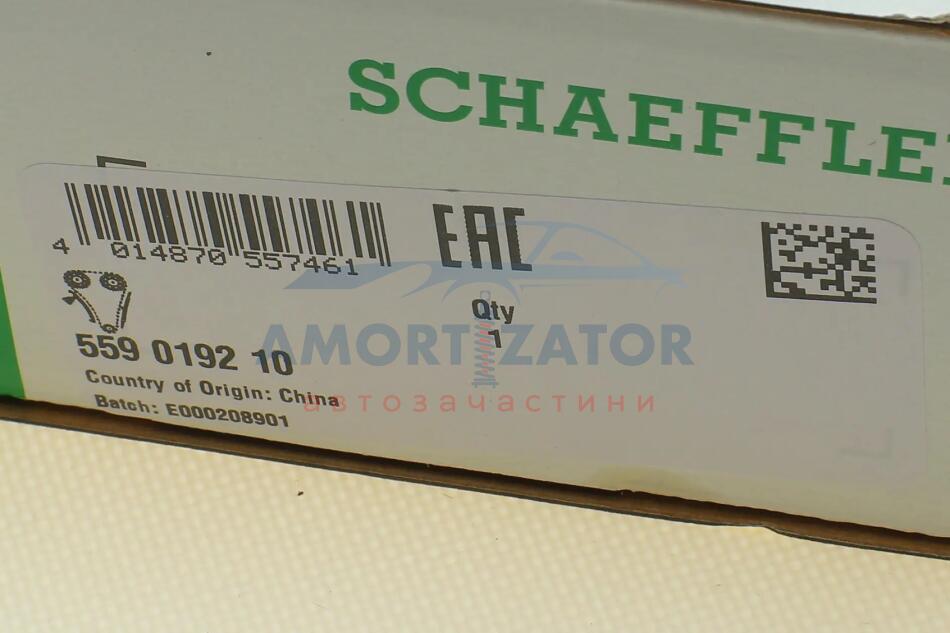 SCHAEFFLE
EAC
4 014870 557461
Qty
1
AMORTIZATOR
автозачастини
559 0192 10
Country of Origin: China
Batch: E000208901